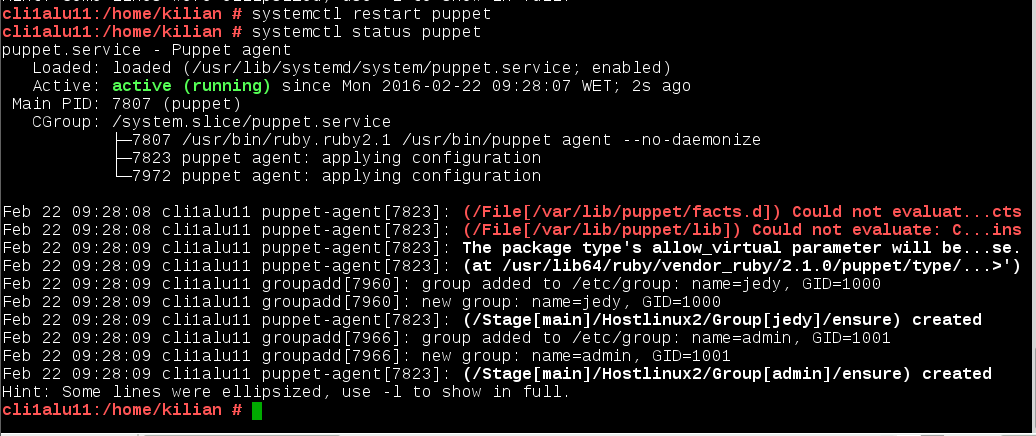 cli1alu11:/home/kilian # systemctl restart puppet
cli1alu11:/home/kilian # systemctl status puppet
puppet.service - Puppet agent
   Loaded: loaded (/usr/lib/systemd/system/puppet.service; enabled)
   Active: active (running) since Mon 2016-02-22 09:28:07 WET; 2s ago
 Main PID: 7807 (puppet)
   CGroup: /system.slice/puppet.service
           ├─7807 /usr/bin/ruby.ruby2.1 /usr/bin/puppet agent --no-daemonize
           ├─7823 puppet agent: applying configuration
           └─7972 puppet agent: applying configuration

Feb 22 09:28:08 cli1alu11 puppet-agent[7823]: (/File[/var/lib/puppet/facts.d]) Could not evaluat...cts
Feb 22 09:28:08 cli1alu11 puppet-agent[7823]: (/File[/var/lib/puppet/lib]) Could not evaluate: C...ins
Feb 22 09:28:09 cli1alu11 puppet-agent[7823]: The package type's allow_virtual parameter will be...se.
Feb 22 09:28:09 cli1alu11 puppet-agent[7823]: (at /usr/lib64/ruby/vendor_ruby/2.1.0/puppet/type/...>')
Feb 22 09:28:09 cli1alu11 groupadd[7960]: group added to /etc/group: name=jedy, GID=1000
Feb 22 09:28:09 cli1alu11 groupadd[7960]: new group: name=jedy, GID=1000
Feb 22 09:28:09 cli1alu11 puppet-agent[7823]: (/Stage[main]/Hostlinux2/Group[jedy]/ensure) created
Feb 22 09:28:09 cli1alu11 groupadd[7966]: group added to /etc/group: name=admin, GID=1001
Feb 22 09:28:09 cli1alu11 groupadd[7966]: new group: name=admin, GID=1001
Feb 22 09:28:09 cli1alu11 puppet-agent[7823]: (/Stage[main]/Hostlinux2/Group[admin]/ensure) created
Hint: Some lines were ellipsized, use -l to show in full.
cli1alu11:/home/kilian #